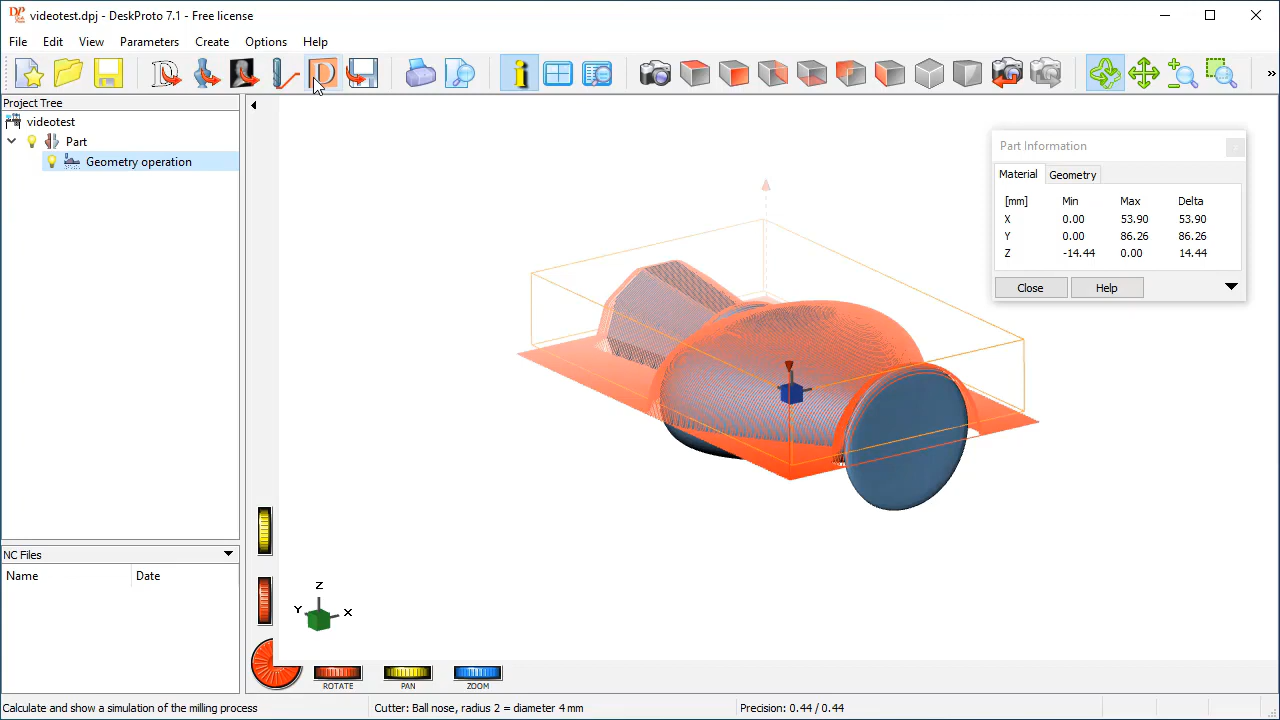 videotest.dpj - DeskProto 7.1 - Free license
File Edit View Parameters Create Options Help
Project Tree
videotest
Part
Geometry operation
Part Information
Material Geometry
[mm] Min Max Delta
X 0.00 53.90 53.90
Y 0.00 86.26 86.26
Z -14.44 0.00 14.44
Close Help
NC Files
Name Date
Z
Y X
ROTATE PAN ZOOM
Calculate and show a simulation of the milling process Cutter: Ball nose, radius 2 = diameter 4 mm Precision: 0.44 / 0.44